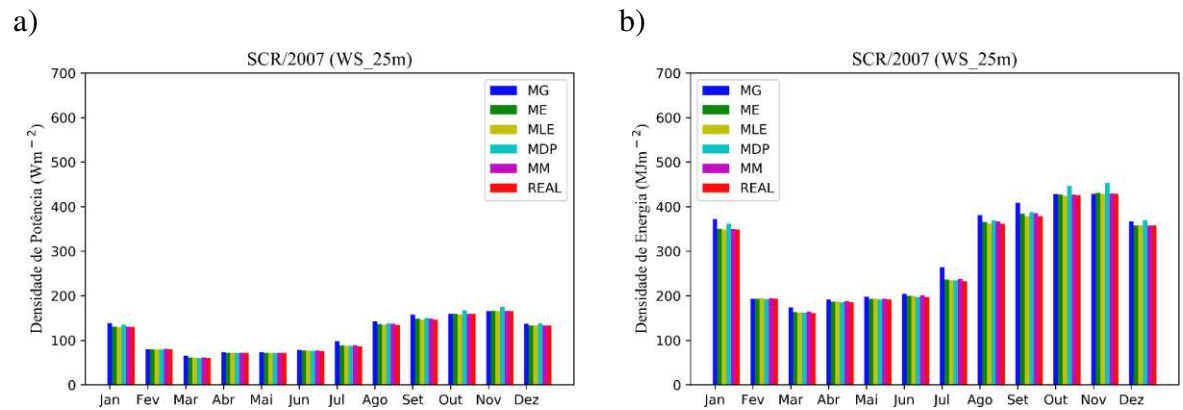 a)
SCR/2007 (WS_25m)
Densidade de Potência (Wm⁻²)
700
600
500
400
300
200
100
0
MG
ME
MLE
MDP
MM
REAL
Jan Fev Mar Abr Mai Jun Jul Ago Set Out Nov Dez
b)
SCR/2007 (WS_25m)
Densidade de Energia (MJm⁻²)
700
600
500
400
300
200
100
0
MG
ME
MLE
MDP
MM
REAL
Jan Fev Mar Abr Mai Jun Jul Ago Set Out Nov Dez